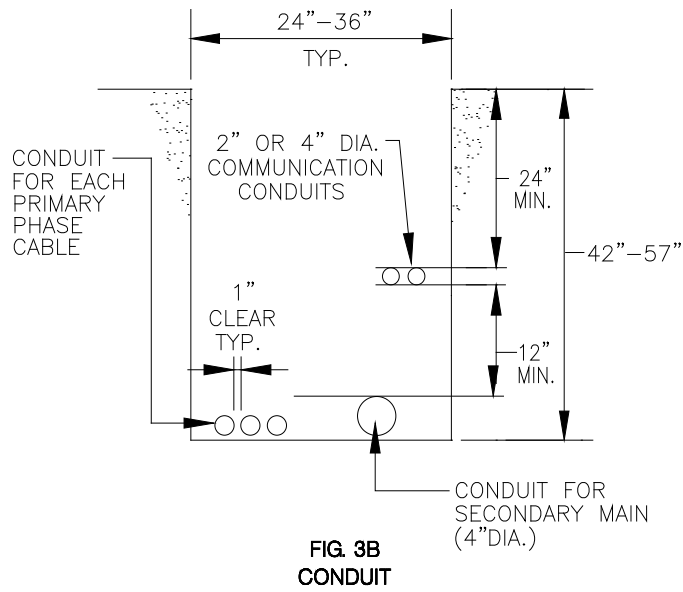 24”-36”
TYP.
2” OR 4” DIA.
COMMUNICATION
CONDUITS
CONDUIT
FOR EACH
PRIMARY
PHASE
CABLE
24”
MIN.
42”-57”
1”
CLEAR
TYP.
12”
MIN.
CONDUIT FOR
SECONDARY MAIN
(4”DIA.)
FIG. 3B
CONDUIT